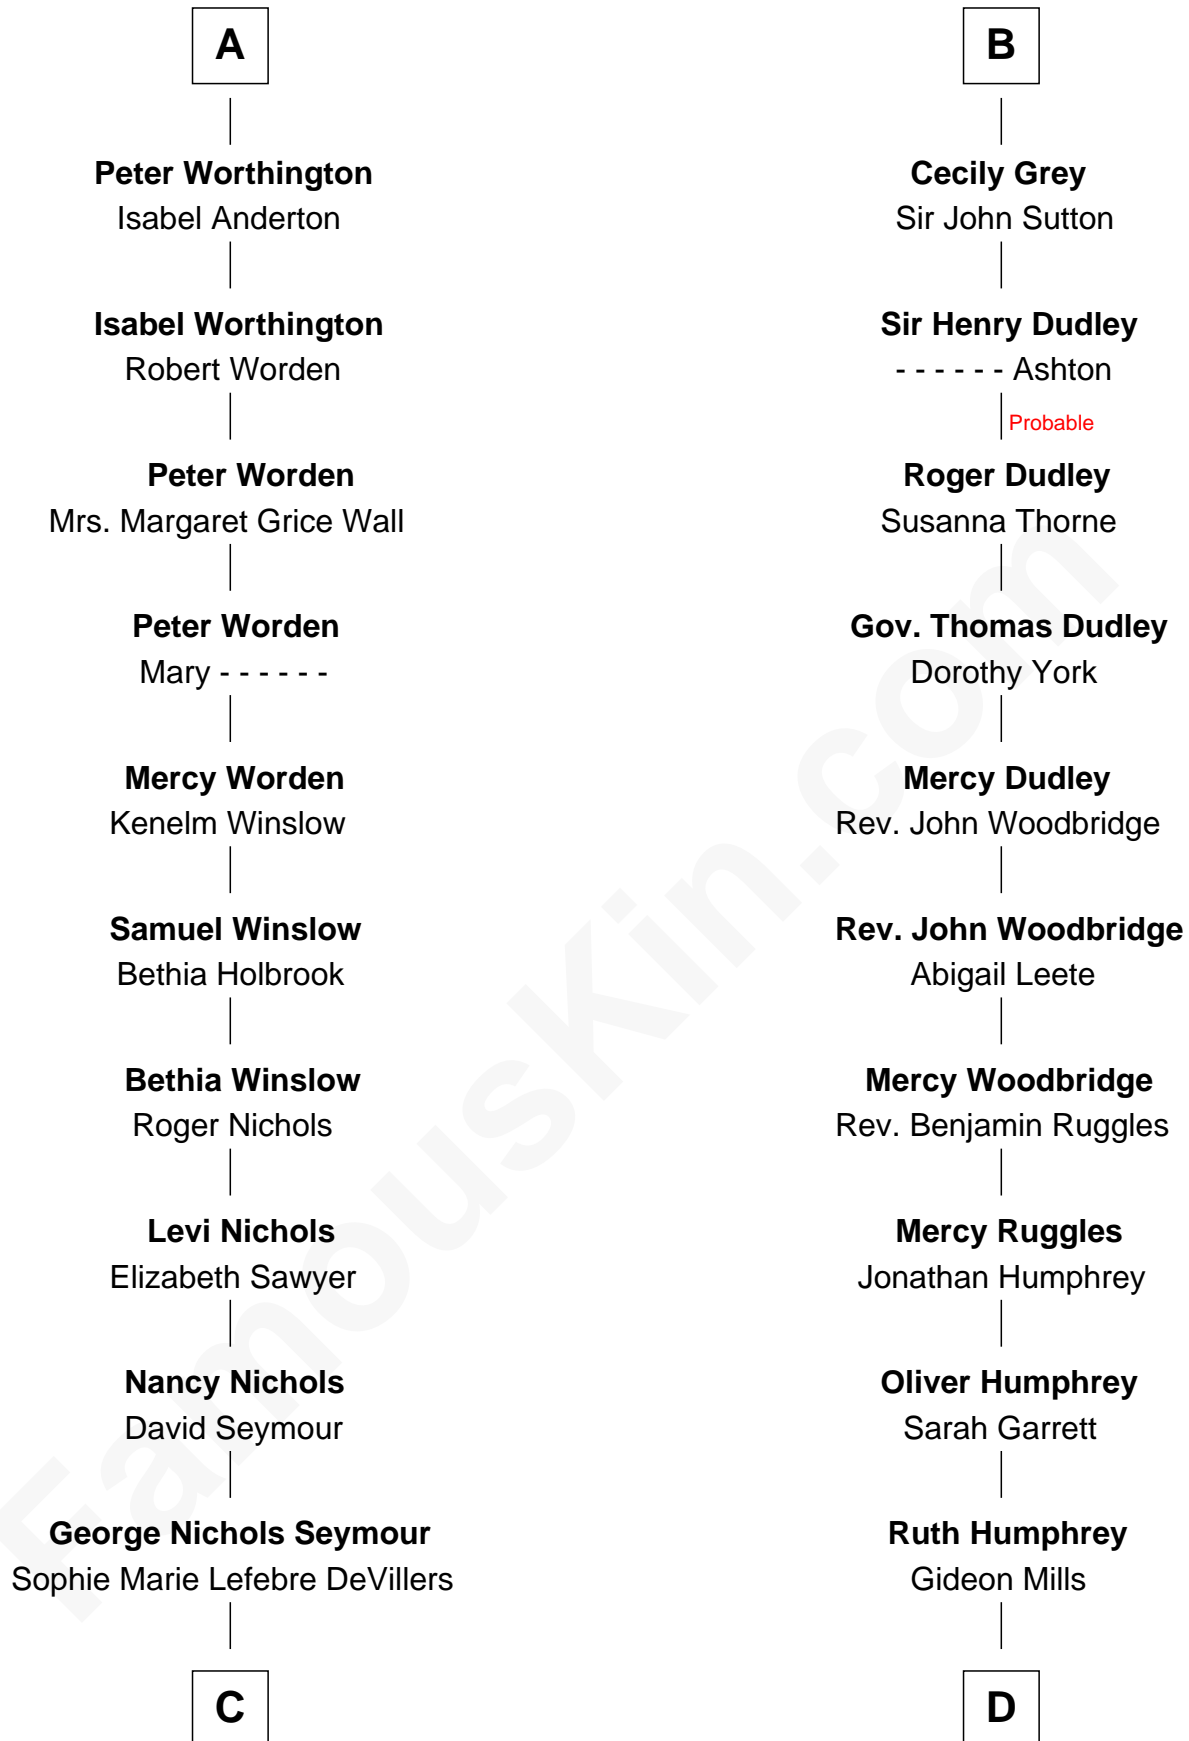 A
Peter Worthington
Isabel Anderton
Isabel Worthington
Robert Worden
Peter Worden
Mrs. Margaret Grice Wall
Peter Worden
Mary - - - - - -
Mercy Worden
Kenelm Winslow
Samuel Winslow
Bethia Holbrook
Bethia Winslow
Roger Nichols
Levi Nichols
Elizabeth Sawyer
Nancy Nichols
David Seymour
George Nichols Seymour
Sophie Marie Lefebre DeVillers
C
B
Cecily Grey
Sir John Sutton
Sir Henry Dudley
- - - - - - Ashton
Probable
Roger Dudley
Susanna Thorne
Gov. Thomas Dudley
Dorothy York
Mercy Dudley
Rev. John Woodbridge
Rev. John Woodbridge
Abigail Leete
Mercy Woodbridge
Rev. Benjamin Ruggles
Mercy Ruggles
Jonathan Humphrey
Oliver Humphrey
Sarah Garrett
Ruth Humphrey
Gideon Mills
D
FamousKin.com